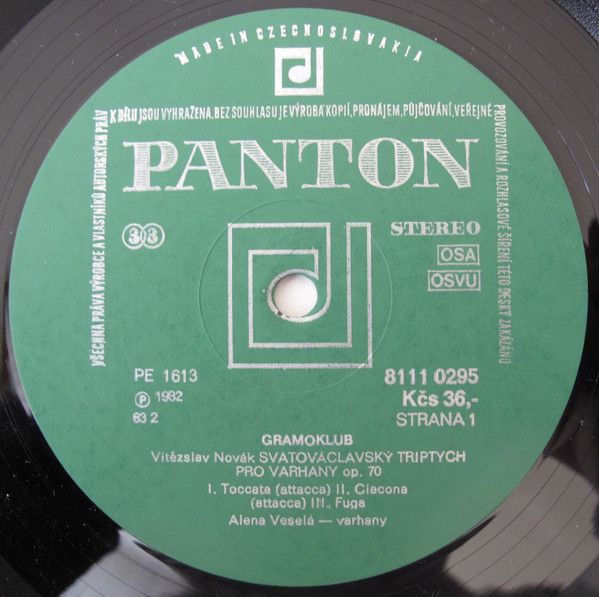 MADE IN CZECHOSLOVAKIA
VŠECHNA PRÁVA VÝROBCE A VLASTNÍKŮ AUTORSKÝCH PRÁV
K DÍLU JSOU VYHRAŽENA. BEZ SOUHLASU JE VÝROBA KOPIÍ, PRONÁJEM, PŮJČOVÁNÍ, VEŘEJNÉ
PROVOZOVÁNÍ A ROZHLASOVÉ ŠÍŘENÍ TÉTO DESKY ZAKÁZÁNO
PANTON
33
STEREO
OSA
OSVU
PE 1613
8111 0295
Ⓟ 1982
Kčs 36,-
83 2
STRANA 1
GRAMOKLUB
Vítězslav Novák SVATOVÁCLAVSKÝ TRIPTYCH
PRO VARHANY op. 70
I. Toccata (attacca) II. Ciacona
(attacca) III. Fuga
Alena Veselá — varhany